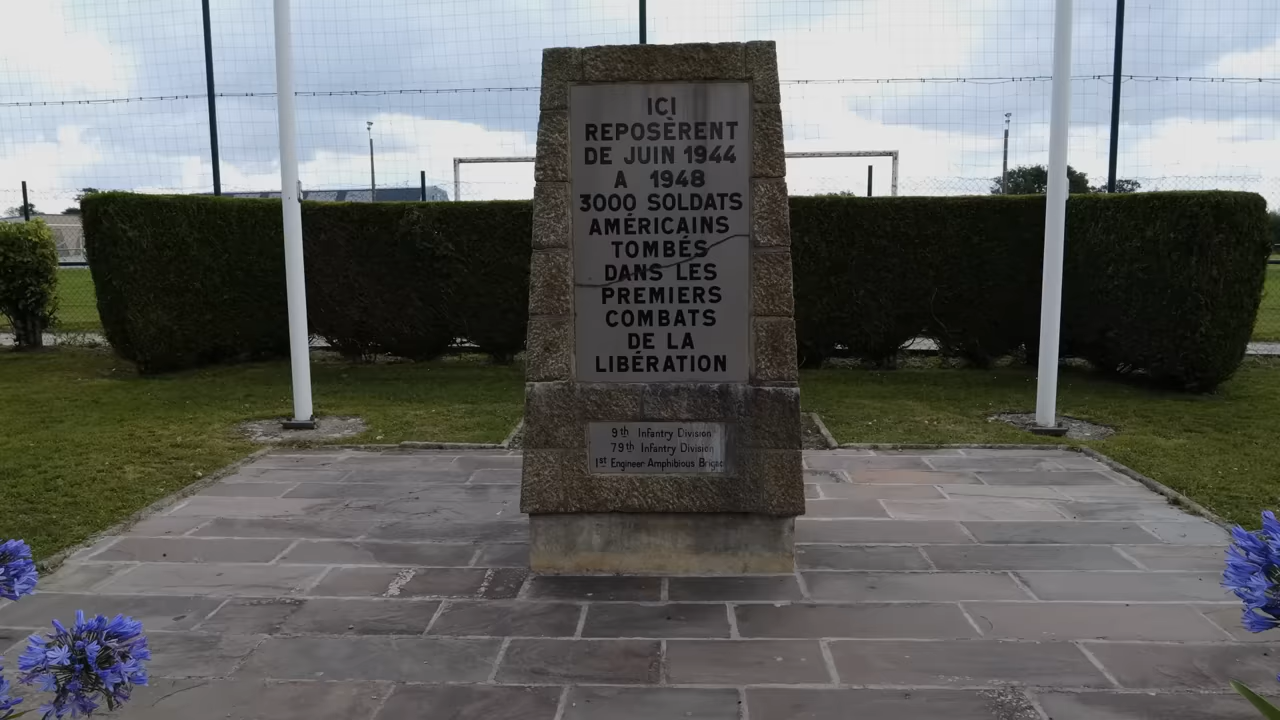 ICI
REPOSÈRENT
DE JUIN 1944
A 1948
3000 SOLDATS
AMÉRICAINS
TOMBÉS
DANS LES
PREMIERS
COMBATS
DE LA
LIBÉRATION
9th Infantry Division
79th Infantry Division
1st Engineer Amphibious Brigade